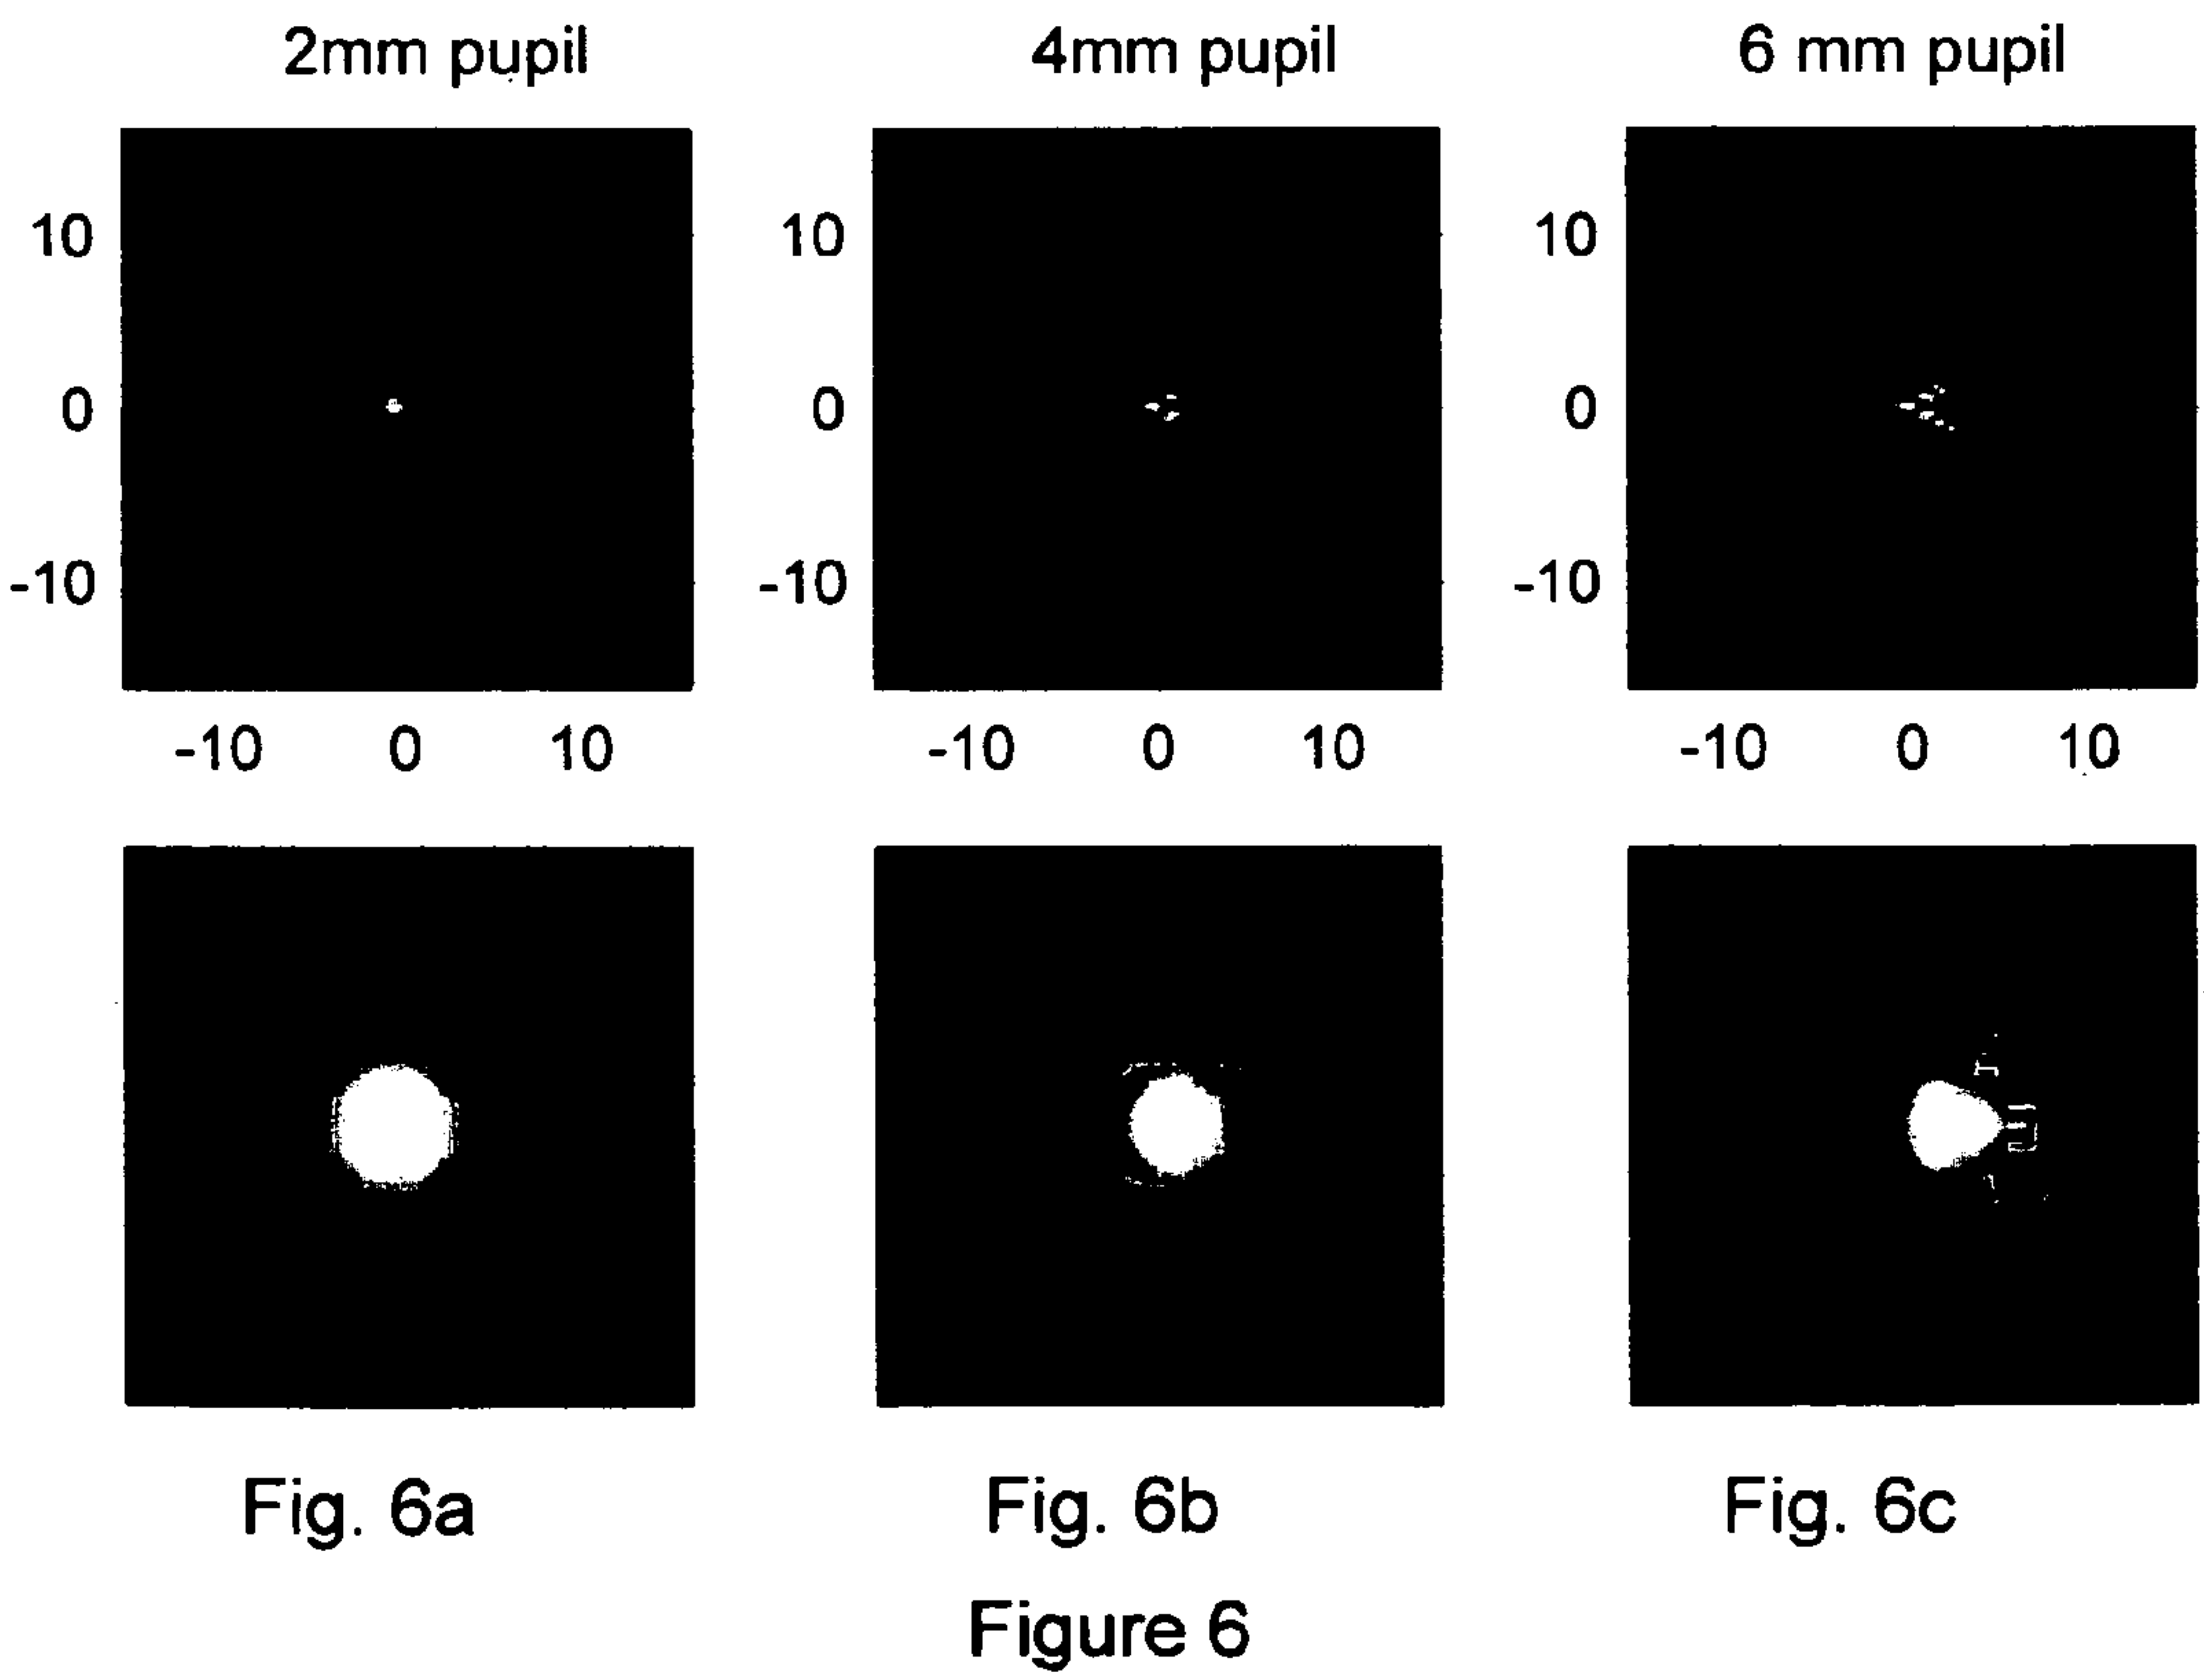 2mm pupil 4mm pupil 6 mm pupil
10 10 10
0 0 0
-10 -10 -10
-10 0 10 -10 0 10 -10 0 10
Fig. 6a Fig. 6b Fig. 6c
Figure 6